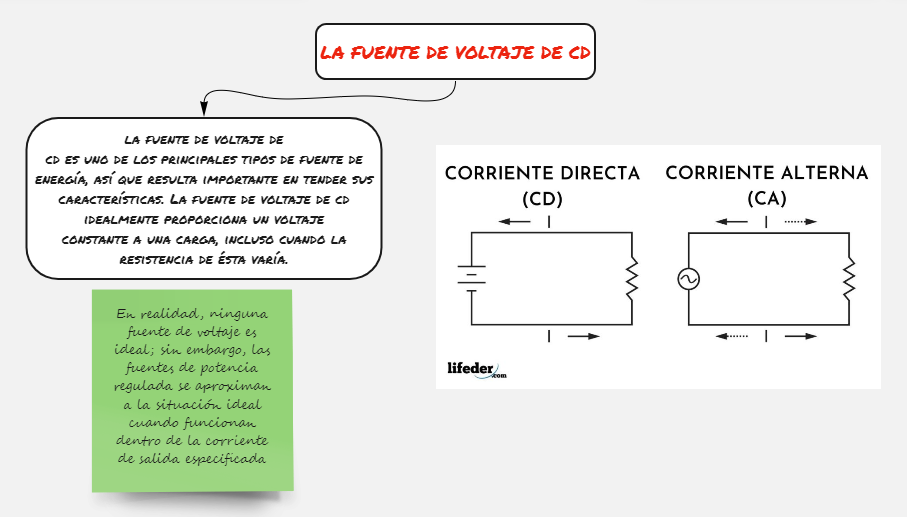 LA FUENTE DE VOLTAJE DE CD
LA FUENTE DE VOLTAJE DE
CD ES UNO DE LOS PRINCIPALES TIPOS DE FUENTE DE
ENERGÍA, ASÍ QUE RESULTA IMPORTANTE EN TENDER SUS
CARACTERÍSTICAS. LA FUENTE DE VOLTAJE DE CD
IDEALMENTE PROPORCIONA UN VOLTAJE
CONSTANTE A UNA CARGA, INCLUSO CUANDO LA
RESISTENCIA DE ÉSTA VARÍA.
En realidad, ninguna
fuente de voltaje es
ideal; sin embargo, las
fuentes de potencia
regulada se aproximan
a la situación ideal
cuando funcionan
dentro de la corriente
de salida especificada
CORRIENTE DIRECTA
(CD)
I
I
CORRIENTE ALTERNA
(CA)
I
I
lifeder.com